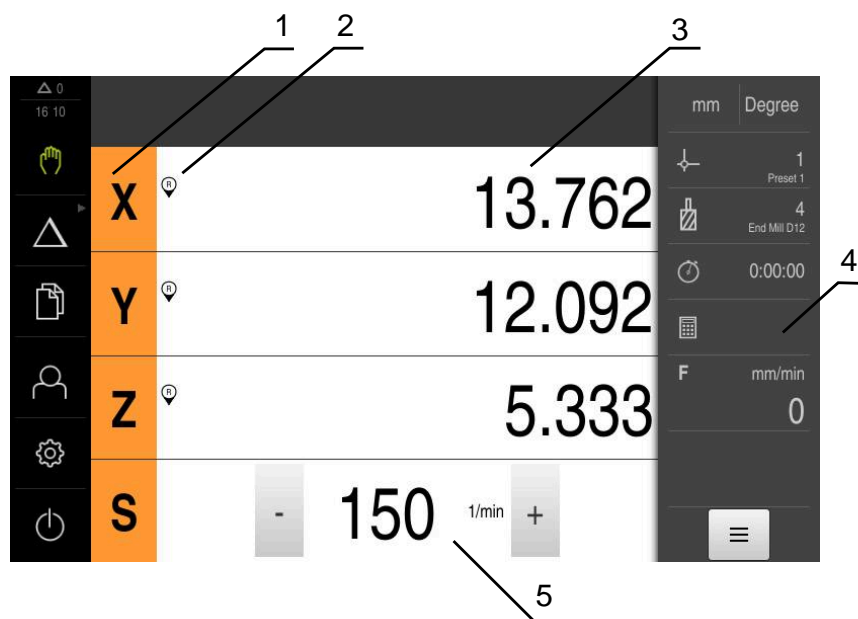 1 2 3
△ 0
16 10
mm Degree
1
Preset 1
X R 13.762
4
End Mill D12
4
0:00:00
Y R 12.092
F mm/min
0
Z R 5.333
S - 150 1/min +
5